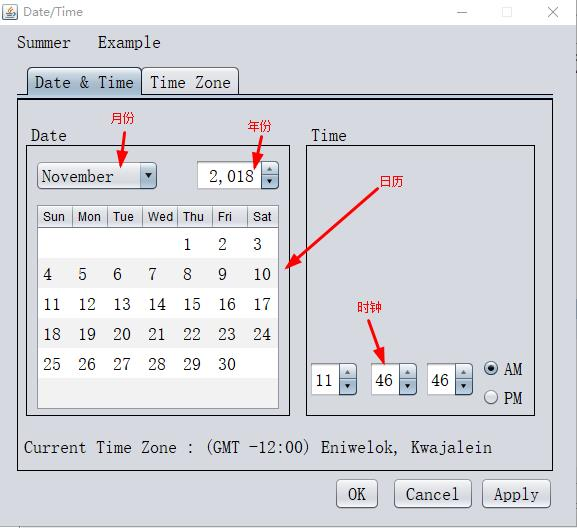 Date/Time
Summer Example
Date & Time Time Zone
月份
年份
Date Time
November 2,018
日历
Sun Mon Tue Wed Thu Fri Sat
1 2 3
4 5 6 7 8 9 10
11 12 13 14 15 16 17
18 19 20 21 22 23 24
25 26 27 28 29 30
时钟
11 46 46 AM
PM
Current Time Zone : (GMT -12:00) Eniwelok, Kwajalein
OK Cancel Apply